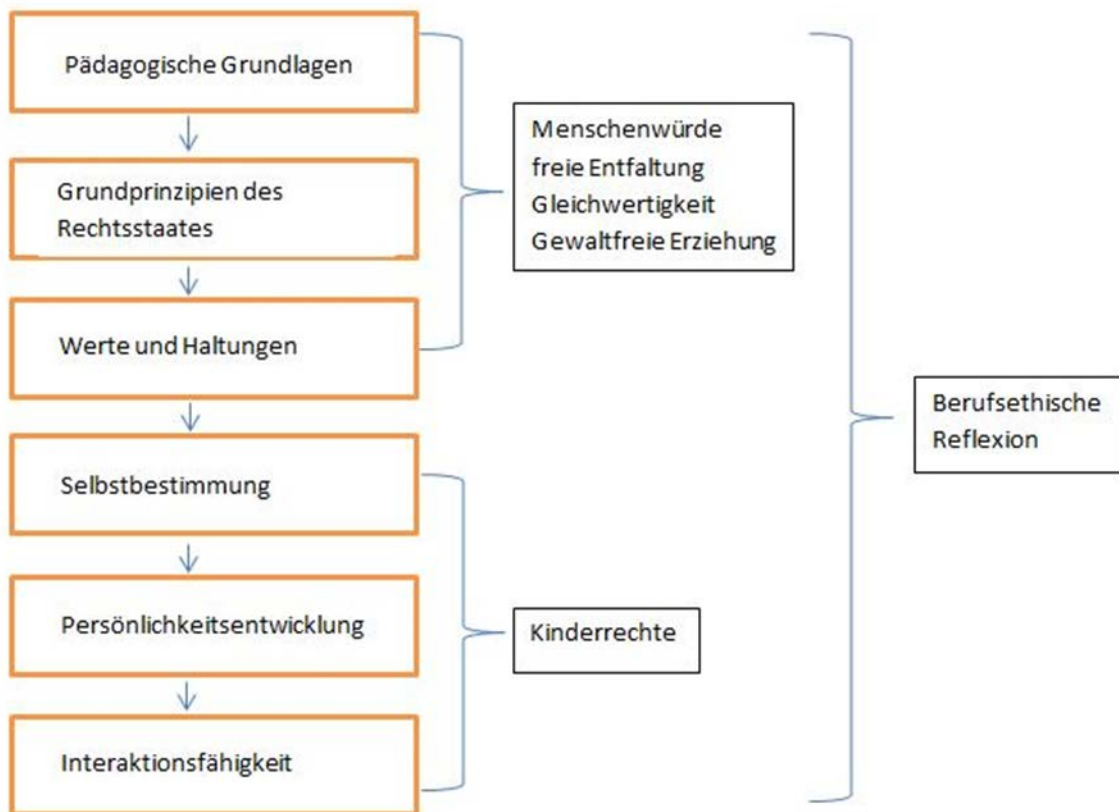 Pädagogische Grundlagen
Grundprinzipien des
Rechtsstaates
Werte und Haltungen
Selbstbestimmung
Persönlichkeitsentwicklung
Interaktionsfähigkeit
Menschenwürde
freie Entfaltung
Gleichwertigkeit
Gewaltfreie Erziehung
Kinderrechte
Berufsethische
Reflexion